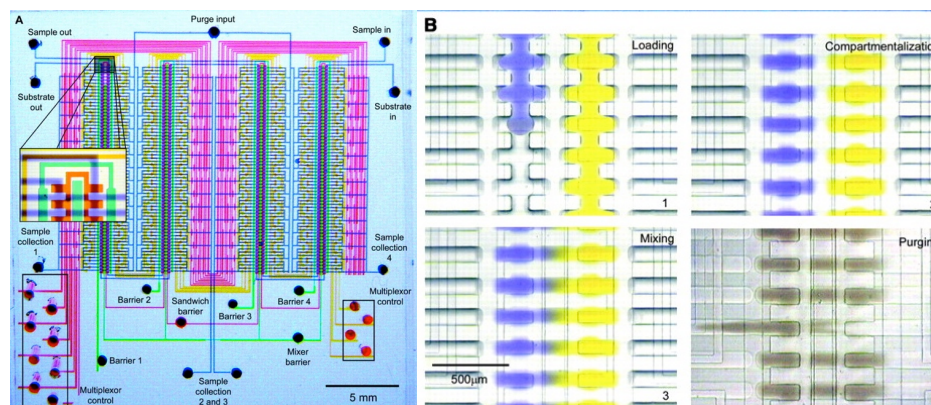 A
Purge input
Sample out
Sample in
Substrate
out
Substrate
in
Sample
collection
1
Sample
collection
4
Barrier 2
Sandwich
barrier
Barrier 3
Barrier 4
Multiplexor
control
Mixer
barrier
Barrier 1
Multiplexor
control
Sample
collection
2 and 3
5 mm
B
Loading
1
Mixing
500µm
3